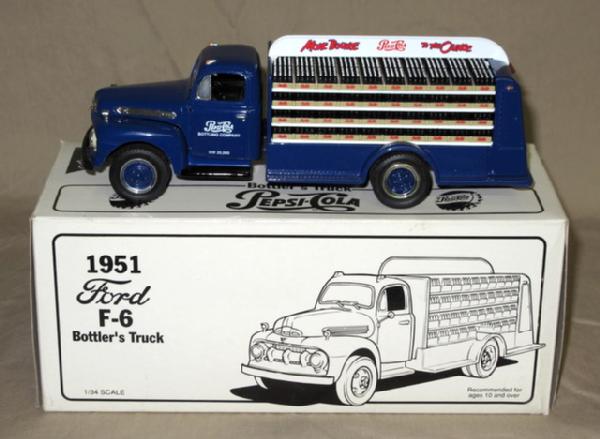 More Bounce Pepsi-Cola To The Ounce
Pepsi-Cola
BOTTLING COMPANY
Bottler's Truck
PEPSI-COLA
Pepsi-Cola
1951
Ford
F-6
Bottler's Truck
1/34 SCALE
Recommended for
ages 10 and over